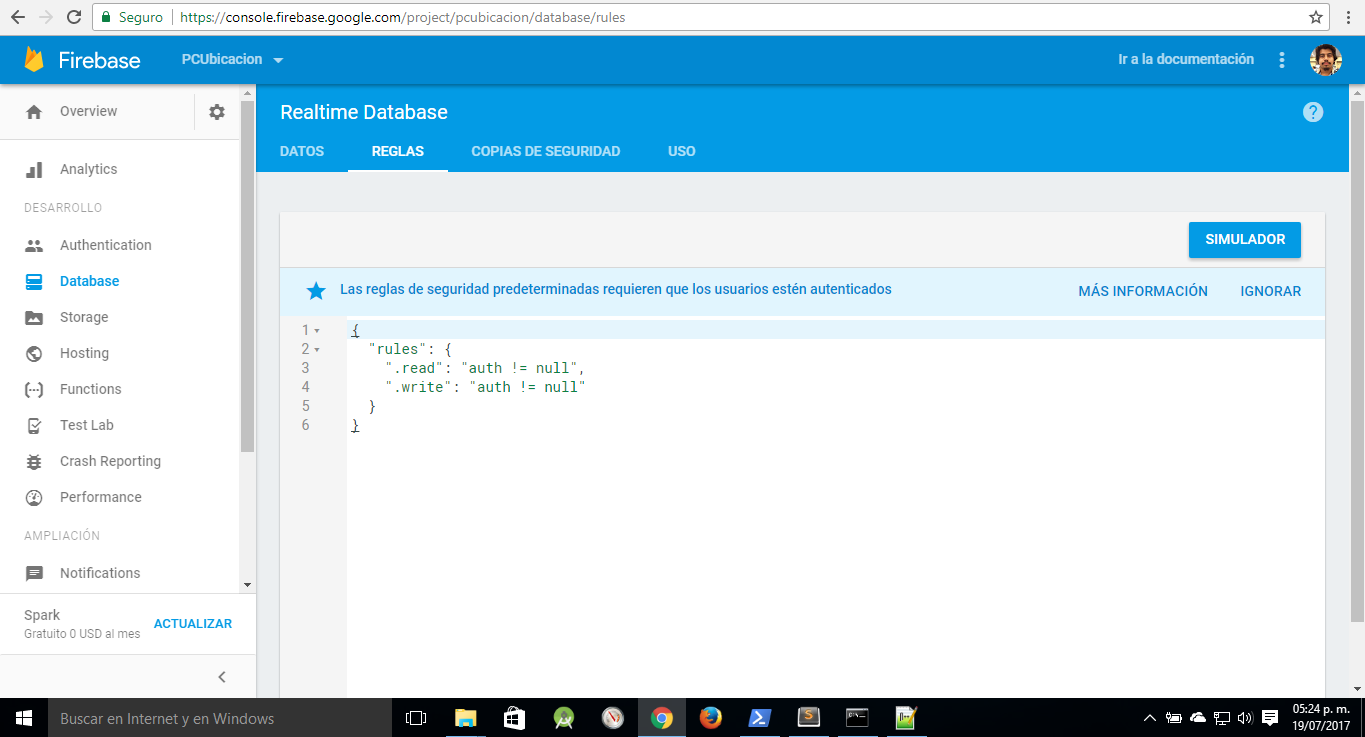 Seguro https://console.firebase.google.com/project/pcubicacion/database/rules
Firebase PCUbicacion Ir a la documentación
Overview
Analytics
DESARROLLO
Authentication
Database
Storage
Hosting
Functions
Test Lab
Crash Reporting
Performance
AMPLIACIÓN
Notifications
Spark
Gratuito 0 USD al mes
ACTUALIZAR
Realtime Database
DATOS REGLAS COPIAS DE SEGURIDAD USO
SIMULADOR
Las reglas de seguridad predeterminadas requieren que los usuarios estén autenticados MÁS INFORMACIÓN IGNORAR
1 {
2 "rules": {
3 ".read": "auth != null",
4 ".write": "auth != null"
5 }
6 }
Buscar en Internet y en Windows
05:24 p. m.
19/07/2017